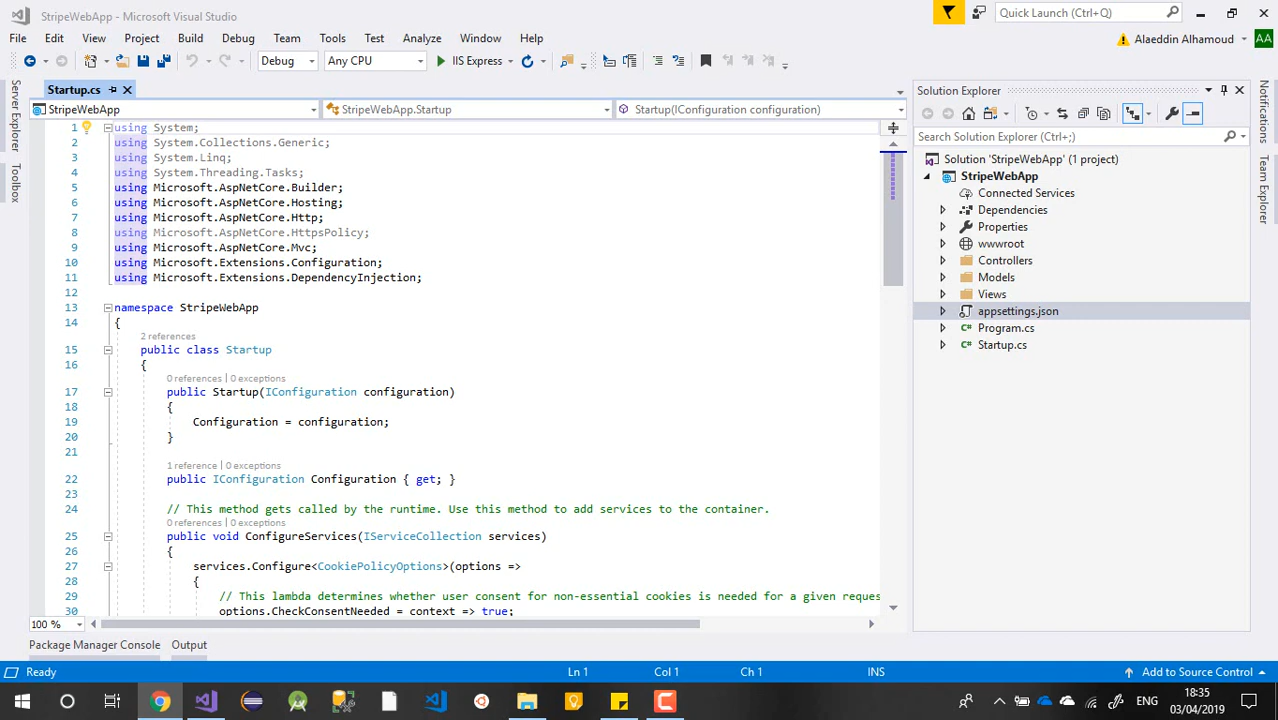 StripeWebApp - Microsoft Visual Studio
Quick Launch (Ctrl+Q)
File Edit View Project Build Debug Team Tools Test Analyze Window Help
Alaeddin Alhamoud AA
Debug Any CPU IIS Express
Server Explorer
Toolbox
Startup.cs
StripeWebApp StripeWebApp.Startup Startup(IConfiguration configuration)
1 using System;
2 using System.Collections.Generic;
3 using System.Linq;
4 using System.Threading.Tasks;
5 using Microsoft.AspNetCore.Builder;
6 using Microsoft.AspNetCore.Hosting;
7 using Microsoft.AspNetCore.Http;
8 using Microsoft.AspNetCore.HttpsPolicy;
9 using Microsoft.AspNetCore.Mvc;
10 using Microsoft.Extensions.Configuration;
11 using Microsoft.Extensions.DependencyInjection;
12
13 namespace StripeWebApp
14 {
2 references
15 public class Startup
16 {
0 references | 0 exceptions
17 public Startup(IConfiguration configuration)
18 {
19 Configuration = configuration;
20 }
21
1 reference | 0 exceptions
22 public IConfiguration Configuration { get; }
23
24 // This method gets called by the runtime. Use this method to add services to the container.
0 references | 0 exceptions
25 public void ConfigureServices(IServiceCollection services)
26 {
27 services.Configure<CookiePolicyOptions>(options =>
28 {
29 // This lambda determines whether user consent for non-essential cookies is needed for a given reques
30 options.CheckConsentNeeded = context => true;
100 %
Package Manager Console Output
Solution Explorer
Search Solution Explorer (Ctrl+;)
Solution 'StripeWebApp' (1 project)
StripeWebApp
Connected Services
Dependencies
Properties
wwwroot
Controllers
Models
Views
appsettings.json
Program.cs
Startup.cs
Notifications
Team Explorer
Ready Ln 1 Col 1 Ch 1 INS Add to Source Control
ENG
18:35
03/04/2019